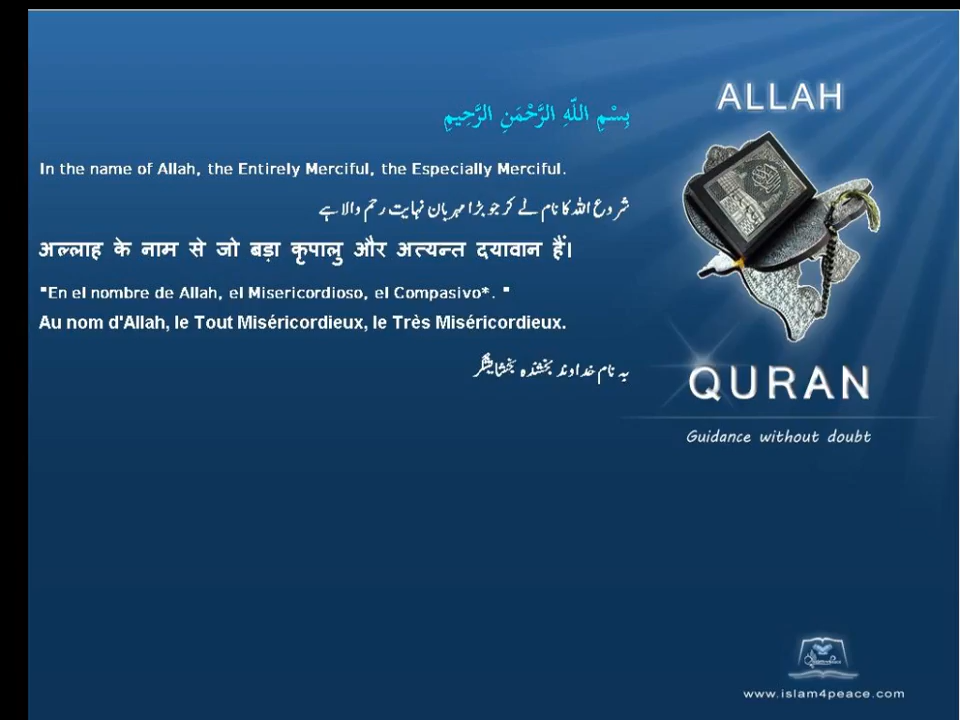 بِسْمِ اللَّهِ الرَّحْمَنِ الرَّحِيمِ
In the name of Allah, the Entirely Merciful, the Especially Merciful.
شروع الله کا نام لے کر جو بڑا مہربان نہایت رحم والا ہے
अल्लाह के नाम से जो बड़ा कृपालु और अत्यन्त दयावान हैं।
"En el nombre de Allah, el Misericordioso, el Compasivo*. "
Au nom d'Allah, le Tout Miséricordieux, le Très Miséricordieux.
به نام خداوند بخشنده بخشایشگر
ALLAH
QURAN
Guidance without doubt
www.islam4peace.com